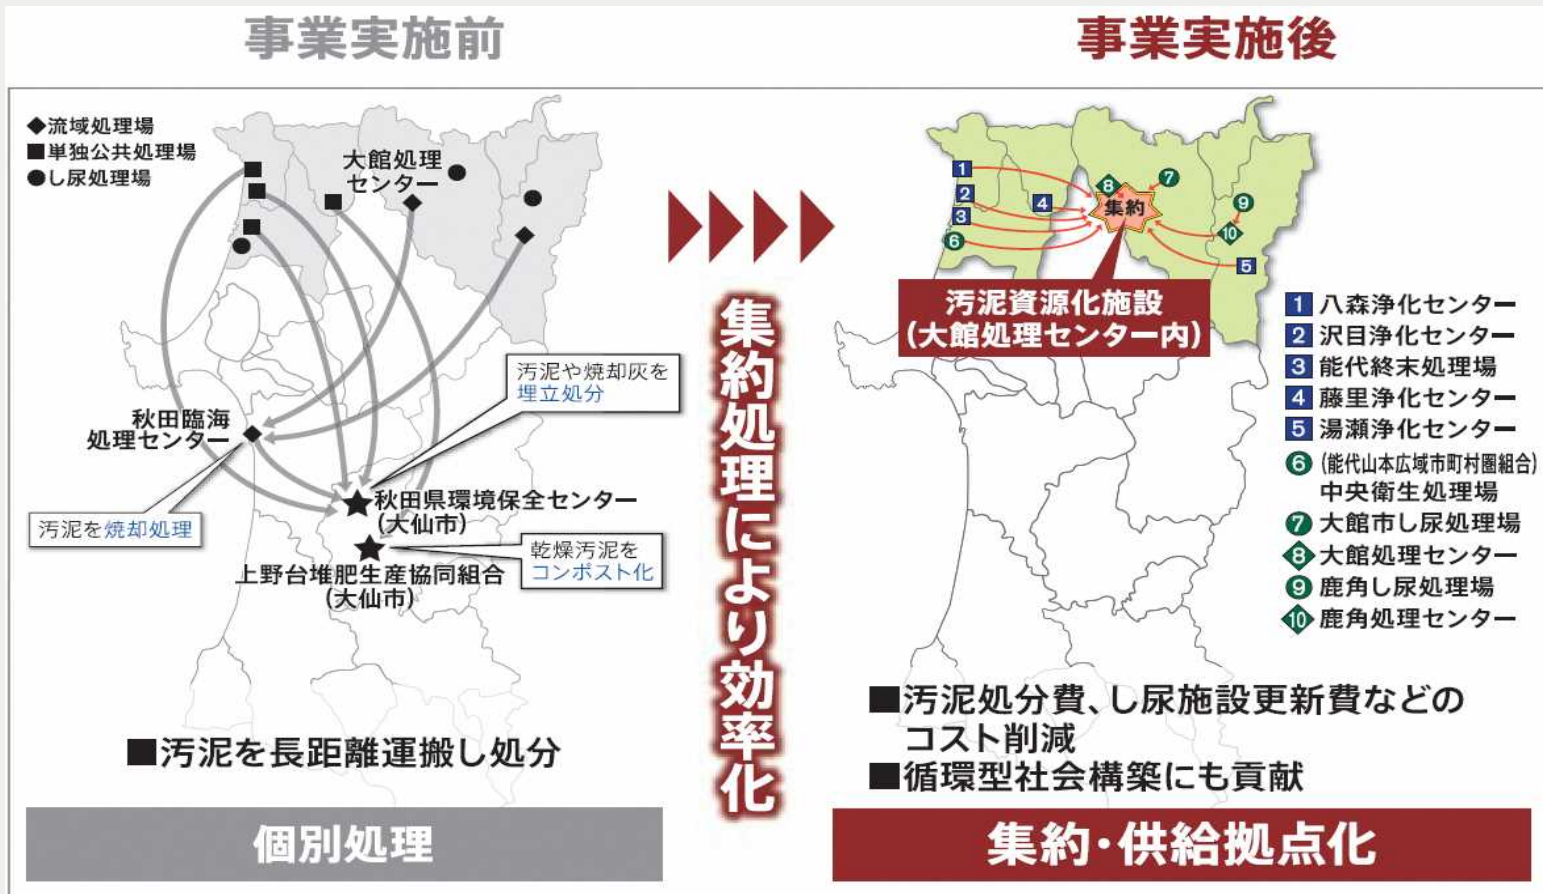 事業実施前
◆流域処理場
■単独公共処理場
●し尿処理場
大館処理
センター
汚泥や焼却灰を
埋立処分
秋田臨海
処理センター
汚泥を焼却処理
秋田県環境保全センター
(大仙市)
乾燥汚泥を
コンポスト化
上野台堆肥生産協同組合
(大仙市)
■汚泥を長距離運搬し処分
個別処理
集約処理により効率化
事業実施後
1
2
3
4
5
6
7
8
9
10
集約
汚泥資源化施設
(大館処理センター内)
1 八森浄化センター
2 沢目浄化センター
3 能代終末処理場
4 藤里浄化センター
5 湯瀬浄化センター
6 (能代山本広域市町村圏組合)
中央衛生処理場
7 大館市し尿処理場
8 大館処理センター
9 鹿角し尿処理場
10 鹿角処理センター
■汚泥処分費、し尿施設更新費などの
コスト削減
■循環型社会構築にも貢献
集約・供給拠点化